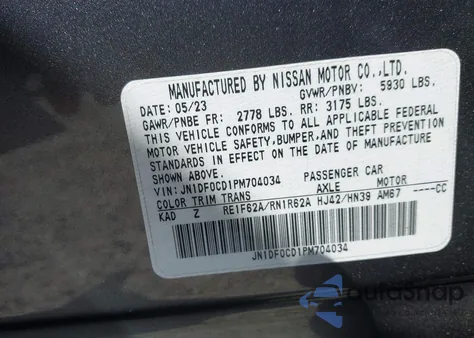 MANUFACTURED BY NISSAN MOTOR CO.,LTD.
DATE: 05/23 GVWR/PNBV: 5930 LBS.
GAWR/PNBE FR: 2778 LBS. RR: 3175 LBS.
THIS VEHICLE CONFORMS TO ALL APPLICABLE FEDERAL
MOTOR VEHICLE SAFETY,BUMPER,AND THEFT PREVENTION
STANDARDS IN EFFECT ON THE DATE OF MANUFACTURE
SHOWN ABOVE.
VIN: JN1DF0CD1PM704034 PASSENGER CAR
COLOR TRIM TRANS AXLE MOTOR
KAD Z RE1F62A/RN1R62A HJ42/HN39 AM67 ----CC
JN1DF0CD1PM704034
autoSnap